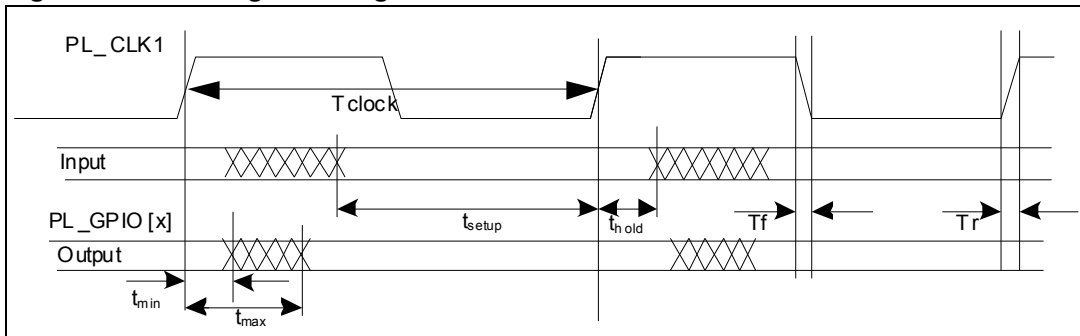 PL_CLK1
Tclock
Input
PL_GPIO [x]
tsetup
thold
Tf
Tr
Output
tmin
tmax